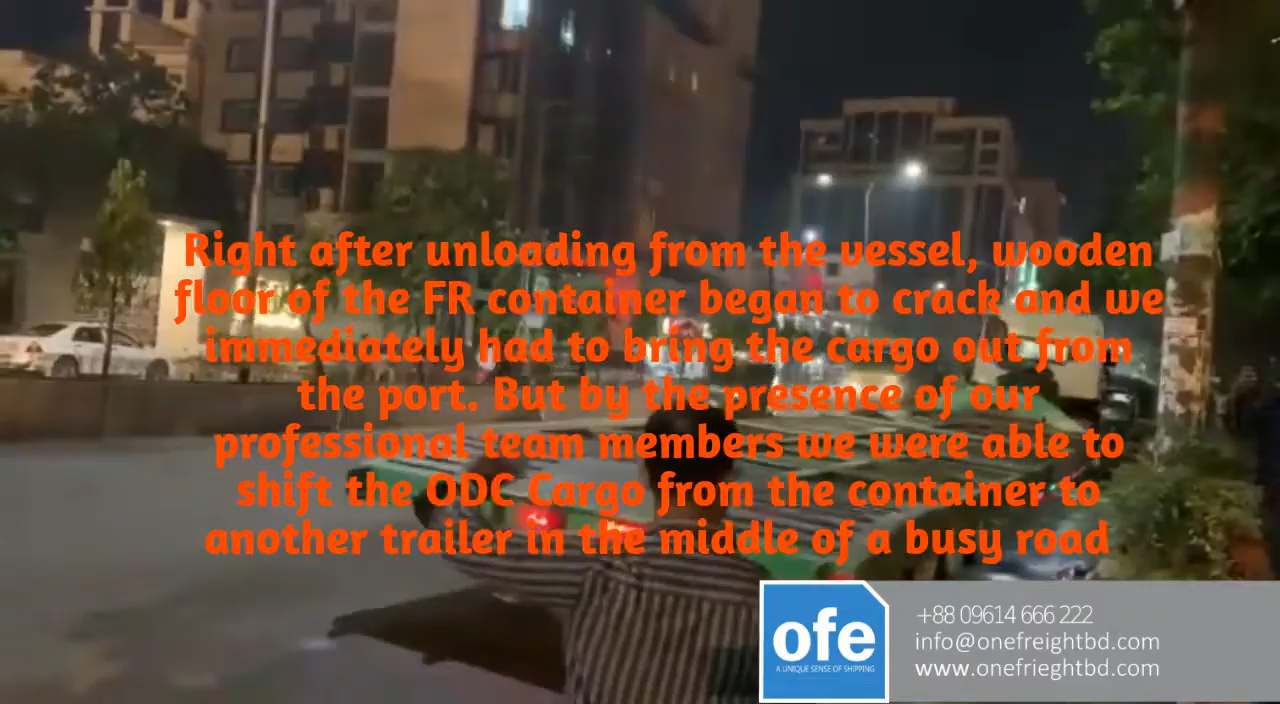 Right after unloading from the vessel, wooden
floor of the FR container began to crack and we
immediately had to bring the cargo out from
the port. But by the presence of our
professional team members we were able to
shift the ODC Cargo from the container to
another trailer in the middle of a busy road
ofe
A UNIQUE SENSE OF SHIPPING
+88 09614 666 222
info@onefreightbd.com
www.onefrieghtbd.com